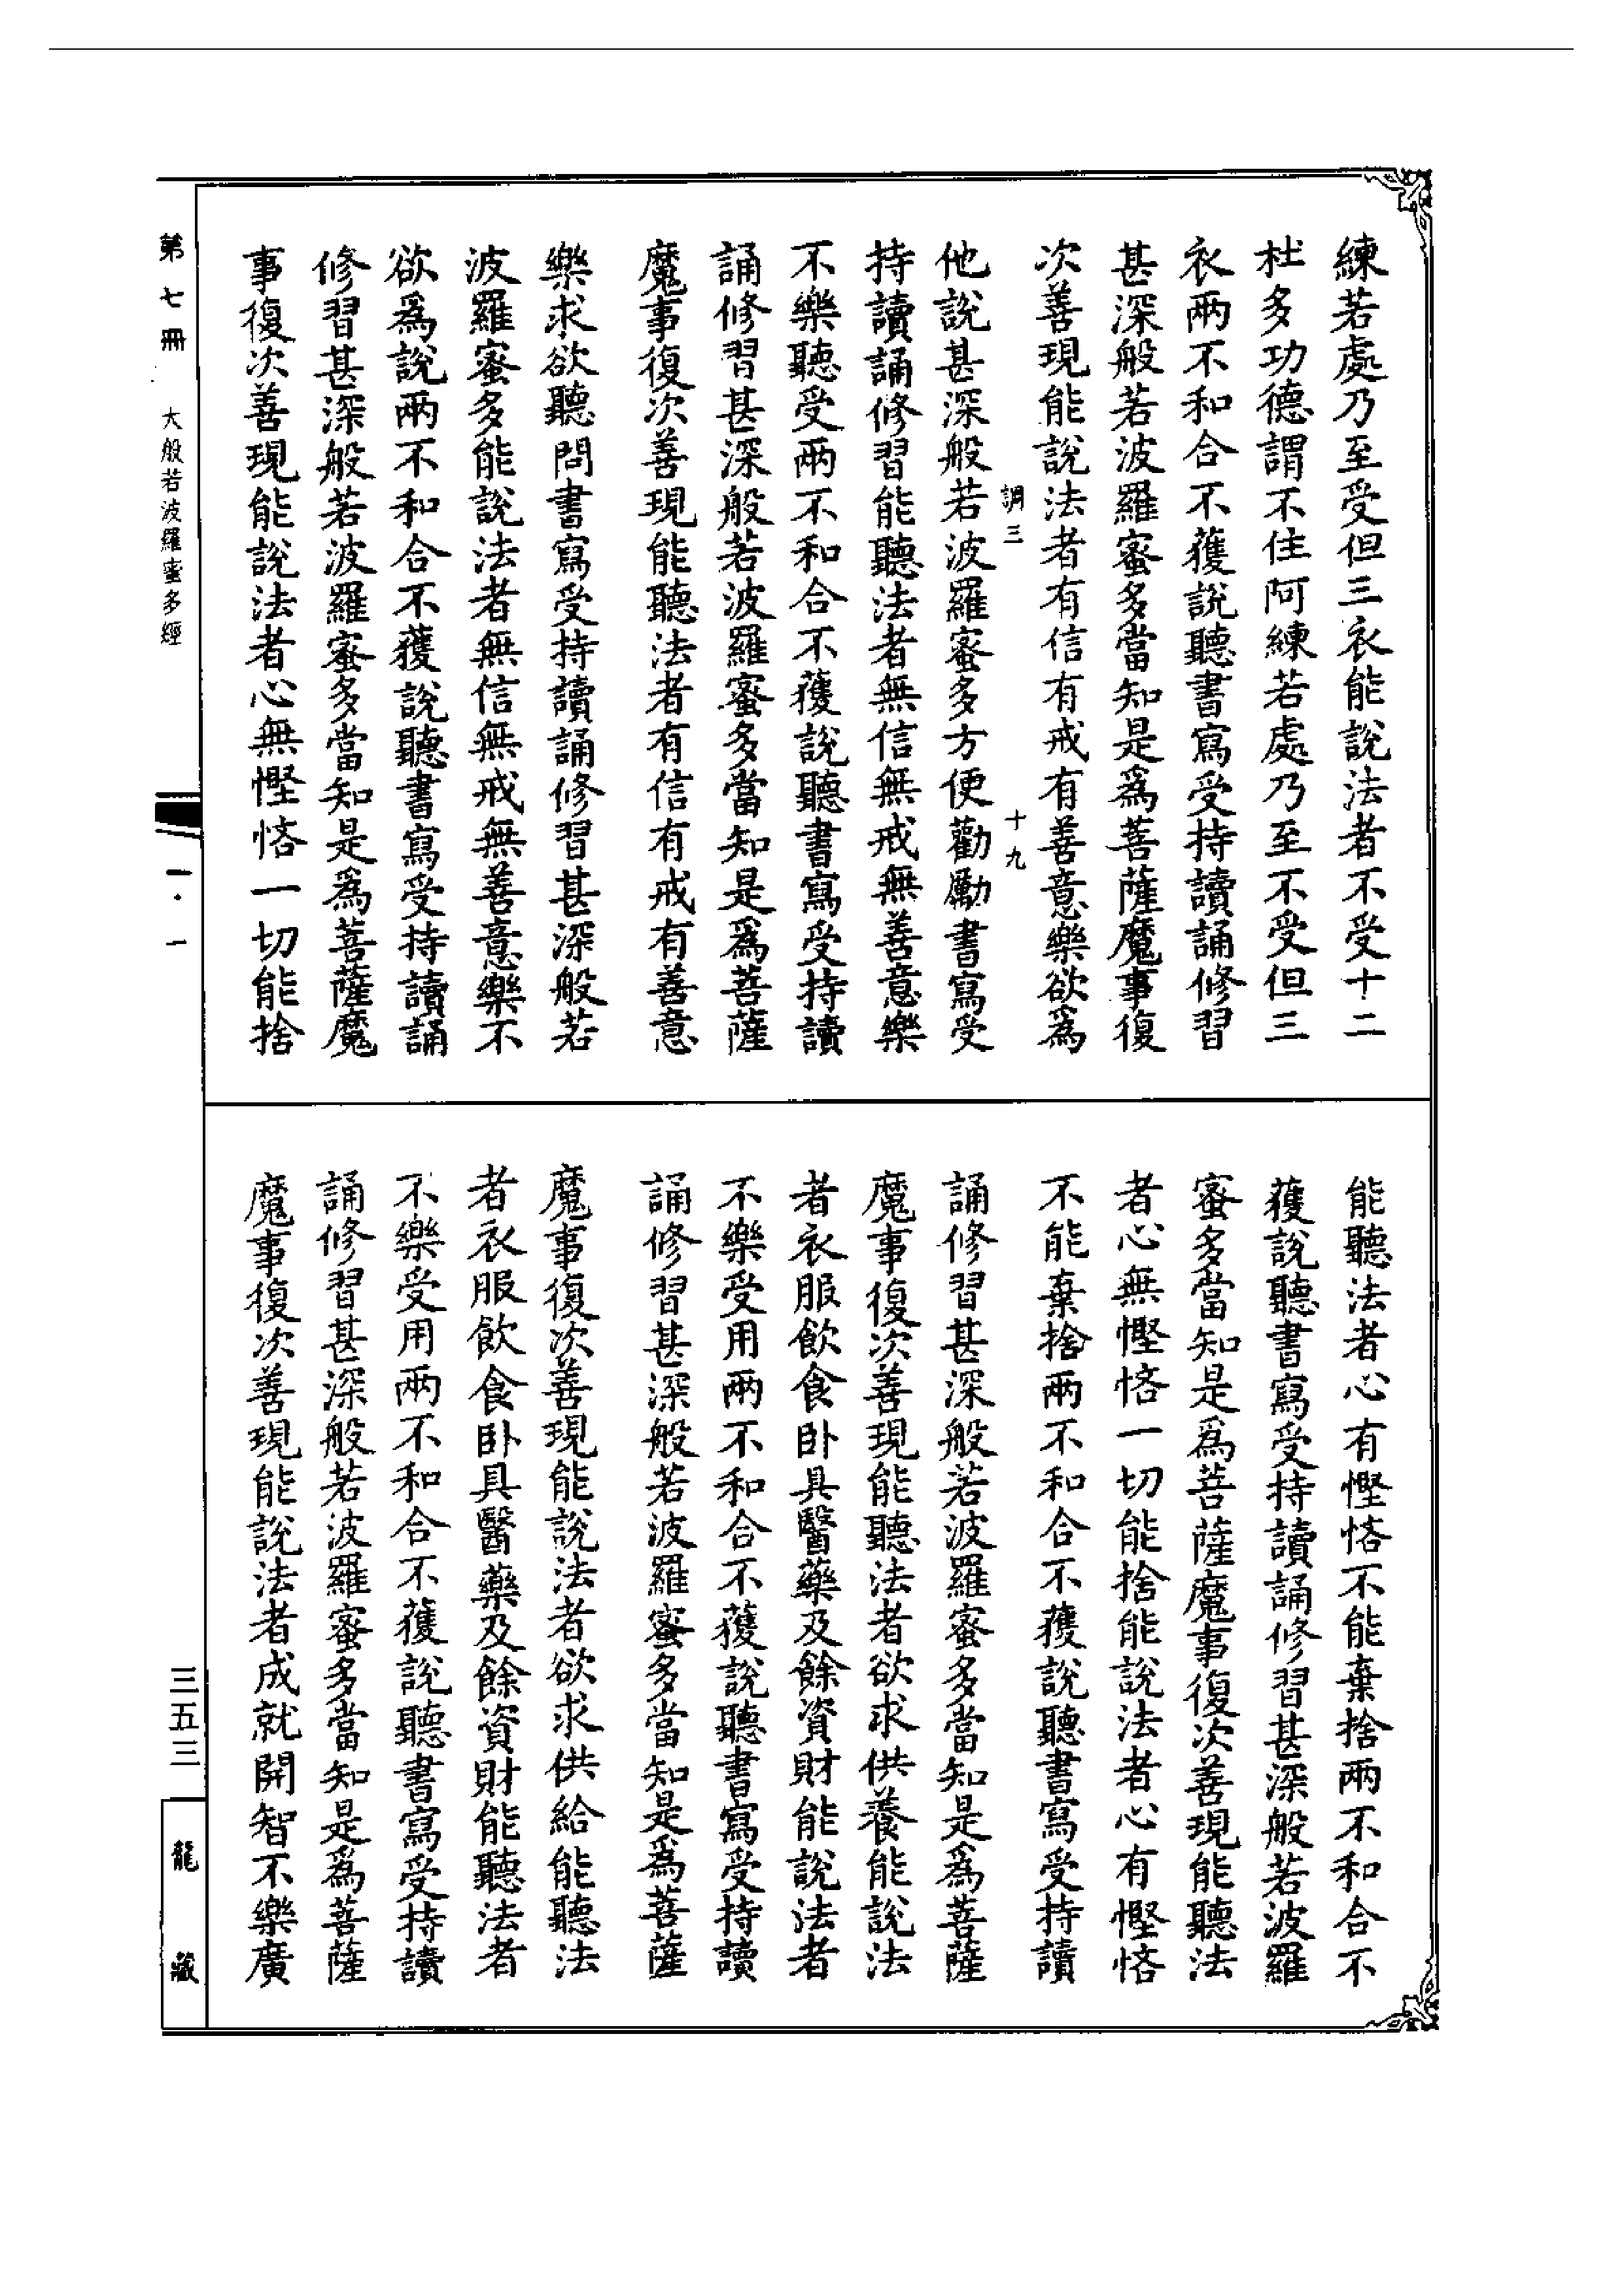 練若處乃至受但三衣能說法者不受十二
杜多功德謂不住阿練若處乃至不受但三
衣兩不和合不獲說聽書寫受持讀誦修習
甚深般若波羅蜜多當知是爲菩薩魔事復
次善現能說法者有信有戒有善意樂欲爲
調三 十九
他說甚深般若波羅蜜多方便勸勵書寫受
持讀誦修習能聽法者無信無戒無善意樂
不樂聽受兩不和合不獲說聽書寫受持讀
誦修習甚深般若波羅蜜多當知是爲菩薩
魔事復次善現能聽法者有信有戒有善意
樂求欲聽問書寫受持讀誦修習甚深般若
波羅蜜多能說法者無信無戒無善意樂不
欲爲說兩不和合不獲說聽書寫受持讀誦
修習甚深般若波羅蜜多當知是爲菩薩魔
事復次善現能說法者心無慳悋一切能捨
能聽法者心有慳悋不能棄捨兩不和合不
獲說聽書寫受持讀誦修習甚深般若波羅
蜜多當知是爲菩薩魔事復次善現能聽法
者心無慳悋一切能捨能說法者心有慳悋
不能棄捨兩不和合不獲說聽書寫受持讀
誦修習甚深般若波羅蜜多當知是爲菩薩
魔事復次善現能聽法者欲求供養能說法
者衣服飲食卧具醫藥及餘資財能說法者
不樂受用兩不和合不獲說聽書寫受持讀
誦修習甚深般若波羅蜜多當知是爲菩薩
魔事復次善現能說法者欲求供給能聽法
者衣服飲食卧具醫藥及餘資財能聽法者
不樂受用兩不和合不獲說聽書寫受持讀
誦修習甚深般若波羅蜜多當知是爲菩薩
魔事復次善現能說法者成就開智不樂廣
第七冊 大般若波羅蜜多經
一·一
三五三
龍藏